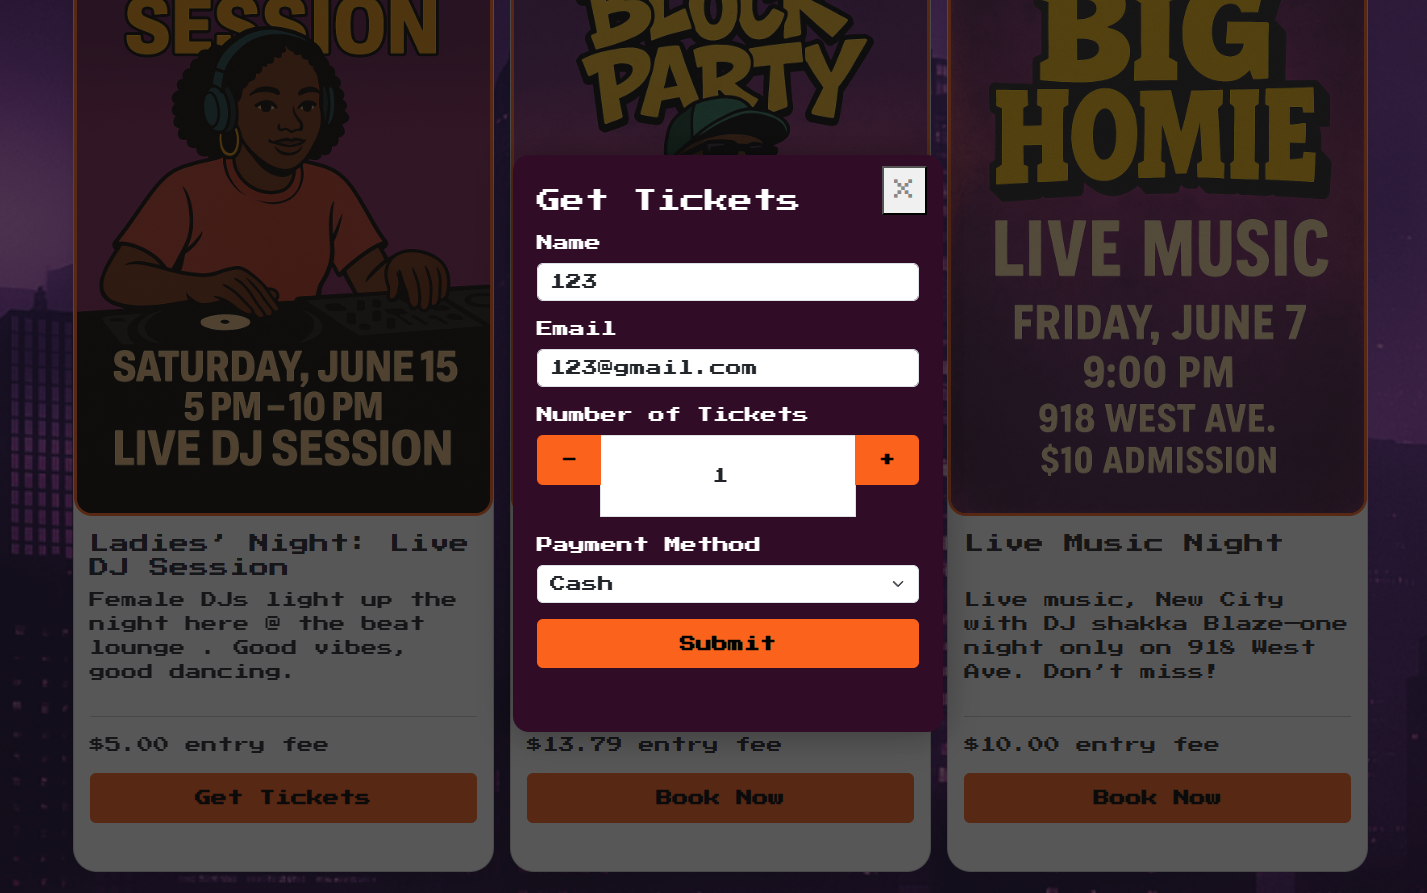 SESSION
SATURDAY, JUNE 15
5 PM – 10 PM
LIVE DJ SESSION
Ladies' Night: Live
DJ Session
Female DJs light up the
night here @ the beat
lounge . Good vibes,
good dancing.
$5.00 entry fee
Get Tickets
BLOCK
PARTY
Get Tickets
X
Name
123
Email
123@gmail.com
Number of Tickets
-
1
+
Payment Method
Cash
Submit
$13.79 entry fee
Book Now
BIG
HOMIE
LIVE MUSIC
FRIDAY, JUNE 7
9:00 PM
918 WEST AVE.
$10 ADMISSION
Live Music Night
Live music, New City
with DJ shakka Blaze—one
night only on 918 West
Ave. Don't miss!
$10.00 entry fee
Book Now